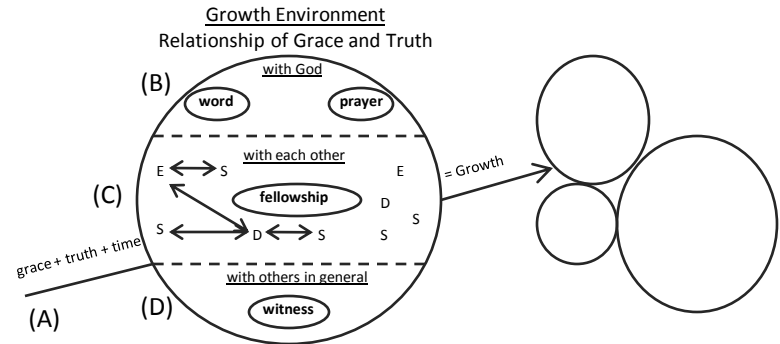 Growth Environment
Relationship of Grace and Truth
(B)
with God
word
prayer
(C)
with each other
E
S
E
fellowship
D
S
S
D
S
S
= Growth
grace + truth + time
(A)
(D)
with others in general
witness